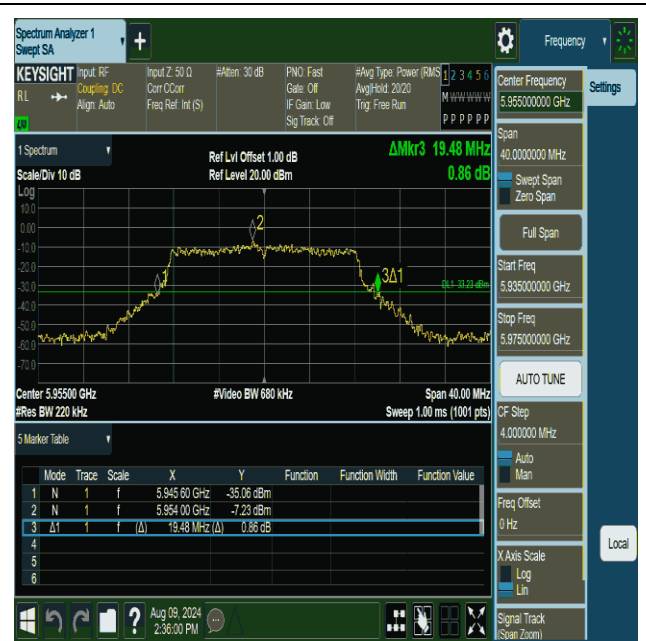 Spectrum Analyzer 1
Swept SA
+
Frequency
KEYSIGHT
Input: RF
Input Z: 50 Ω
#Atten: 30 dB
PNO: Fast
#Avg Type: Power (RMS
1 2 3 4 5 6
RL
Coupling: DC
Corr CCorr
Gate: Off
Avg|Hold: 20/20
M W W W W W
Align: Auto
Freq Ref: Int (S)
IF Gain: Low
Trig: Free Run
Sig Track: Off
P P P P P P
Center Frequency
Settings
5.955000000 GHz
1 Spectrum
Ref Lvl Offset 1.00 dB
ΔMkr3 19.48 MHz
Scale/Div 10 dB
Ref Level 20.00 dBm
0.86 dB
Log
10.0
0.00
-10.0
-20.0
-30.0
-40.0
-50.0
-60.0
-70.0
1
2
3Δ1
DL1 -33.23 dBm
Center 5.95500 GHz
#Video BW 680 kHz
Span 40.00 MHz
#Res BW 220 kHz
Sweep 1.00 ms (1001 pts)
Span
40.0000000 MHz
Swept Span
Zero Span
Full Span
Start Freq
5.935000000 GHz
Stop Freq
5.975000000 GHz
AUTO TUNE
CF Step
4.000000 MHz
Auto
Man
Freq Offset
0 Hz
X Axis Scale
Log
Lin
Signal Track
(Span Zoom)
Local
5 Marker Table
Mode Trace Scale X Y Function Function Width Function Value
1 N 1 f 5.945 60 GHz -35.06 dBm
2 N 1 f 5.954 00 GHz -7.23 dBm
3 Δ1 1 f (Δ) 19.48 MHz (Δ) 0.86 dB
4
5
6
?
Aug 09, 2024
2:36:00 PM